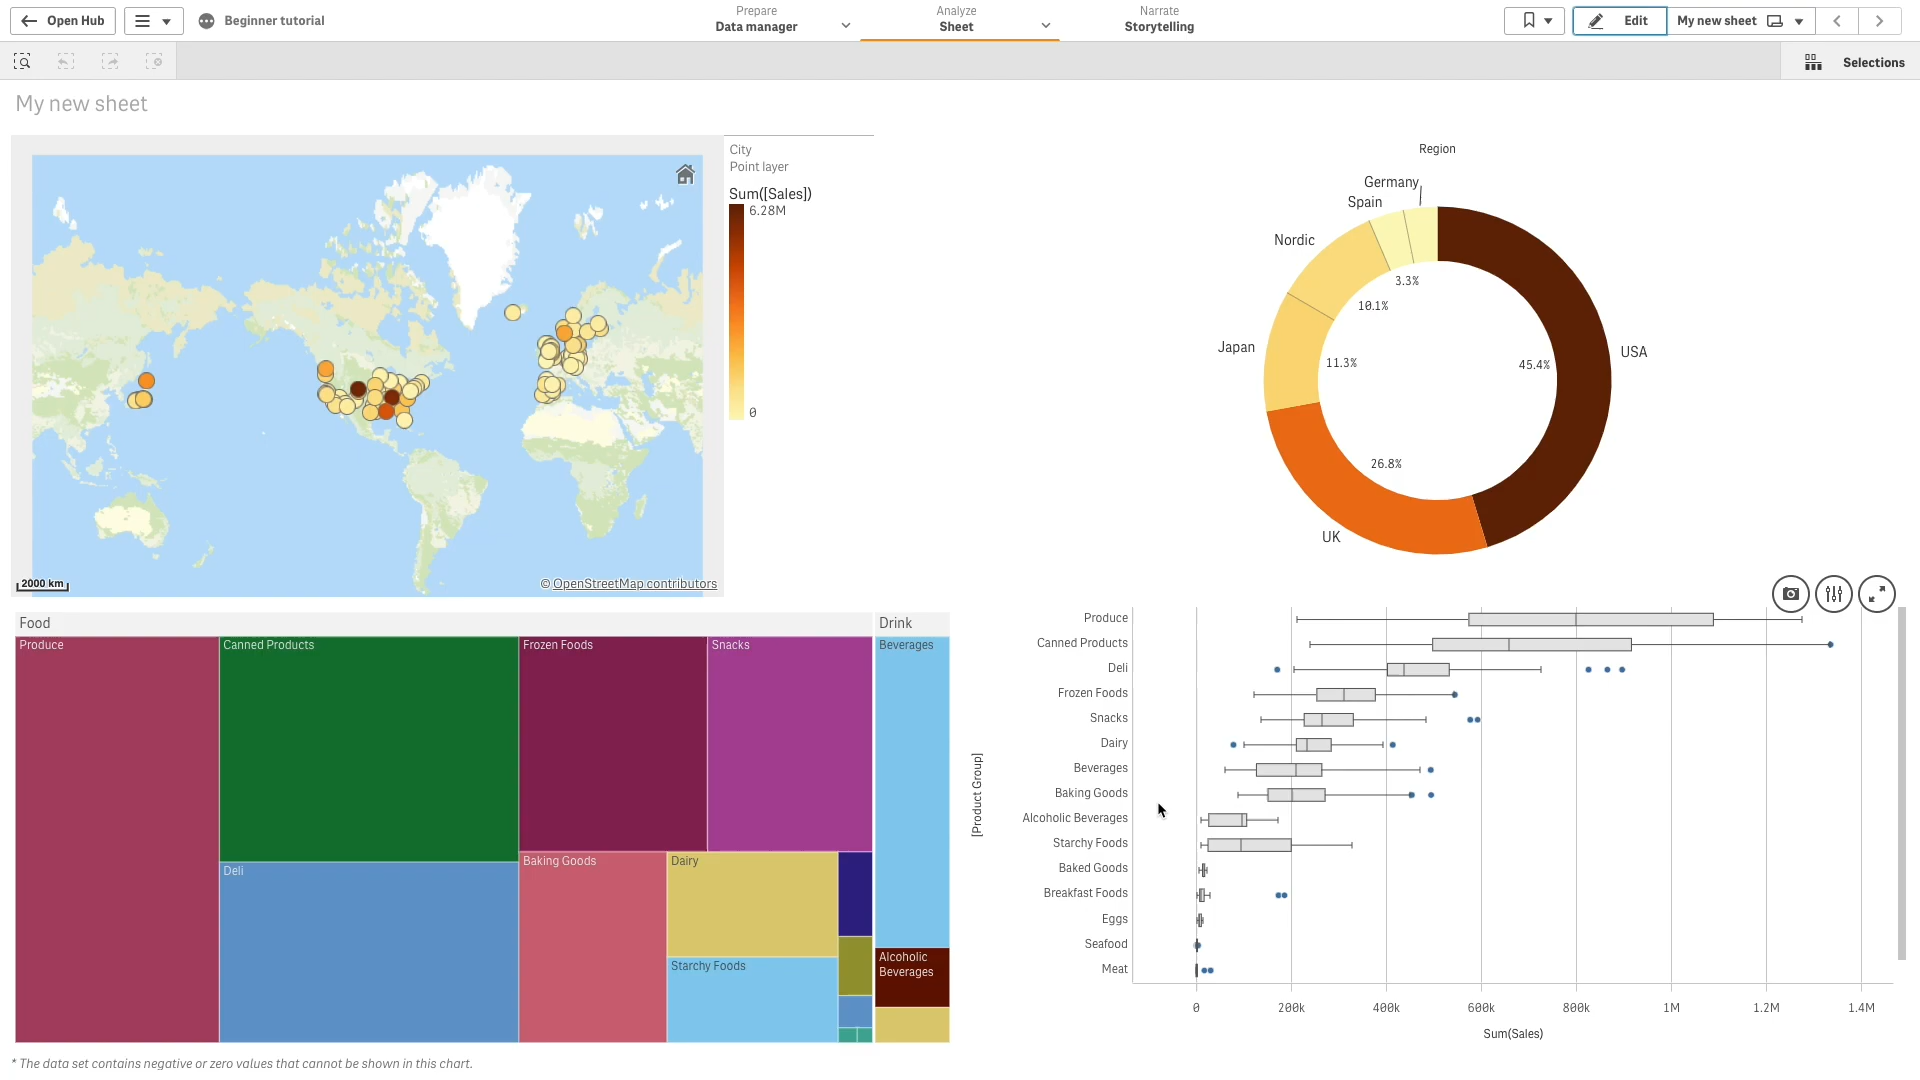 Open Hub
Beginner tutorial
Prepare
Data manager
Analyze
Sheet
Narrate
Storytelling
Edit
My new sheet
Selections
My new sheet
City
Point layer
Sum([Sales])
6.28M
0
2000 km
© OpenStreetMap contributors
Region
Germany
Spain
Nordic
Japan
UK
USA
3.3%
10.1%
11.3%
45.4%
26.8%
Food
Drink
Produce
Canned Products
Frozen Foods
Snacks
Beverages
Deli
Baking Goods
Dairy
Starchy Foods
Alcoholic
Beverages
* The data set contains negative or zero values that cannot be shown in this chart.
[Product Group]
Produce
Canned Products
Deli
Frozen Foods
Snacks
Dairy
Beverages
Baking Goods
Alcoholic Beverages
Starchy Foods
Baked Goods
Breakfast Foods
Eggs
Seafood
Meat
0
200k
400k
600k
800k
1M
1.2M
1.4M
Sum(Sales)